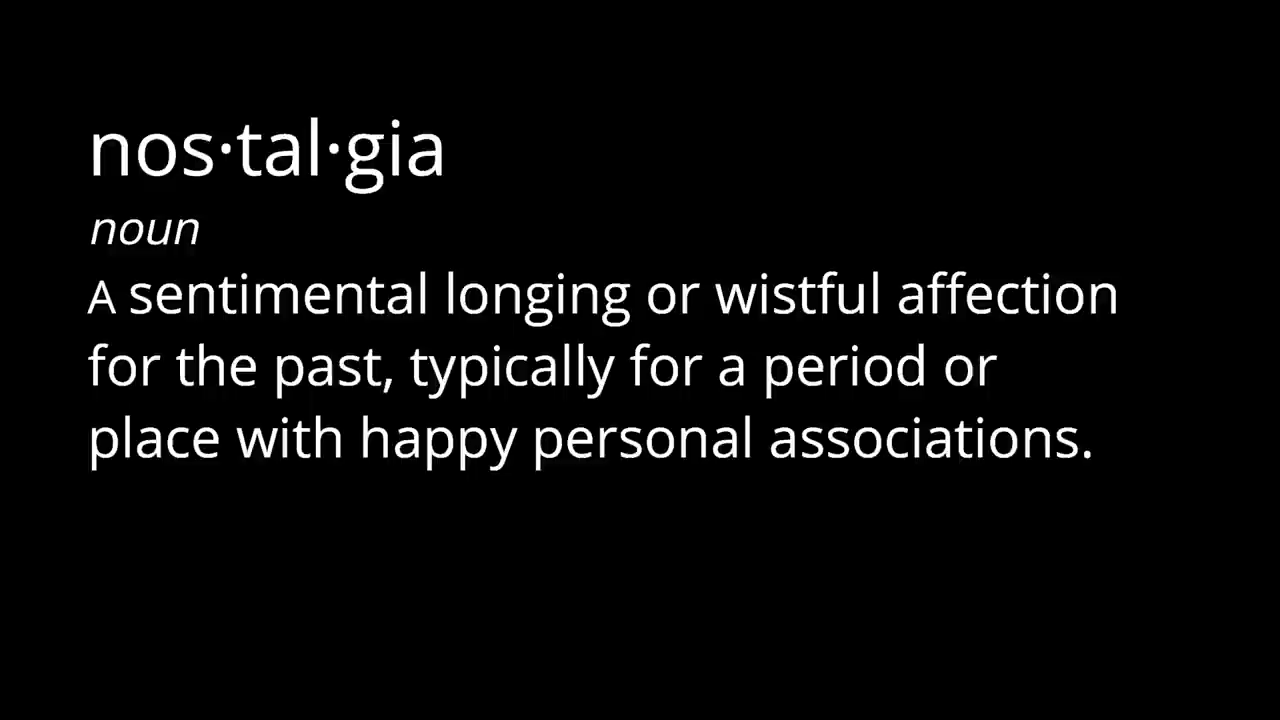 nos·tal·gia
noun
A sentimental longing or wistful affection
for the past, typically for a period or
place with happy personal associations.